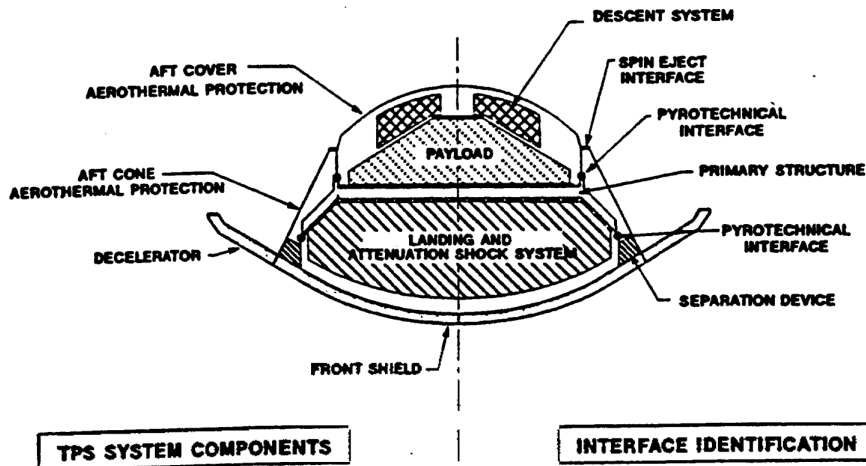 DESCENT SYSTEM
AFT COVER
AEROTHERMAL PROTECTION
SPIN EJECT
INTERFACE
PYROTECHNICAL
INTERFACE
PAYLOAD
AFT CONE
AEROTHERMAL PROTECTION
PRIMARY STRUCTURE
DECELERATOR
LANDING AND
ATTENUATION SHOCK SYSTEM
PYROTECHNICAL
INTERFACE
SEPARATION DEVICE
FRONT SHIELD
TPS SYSTEM COMPONENTS
INTERFACE IDENTIFICATION